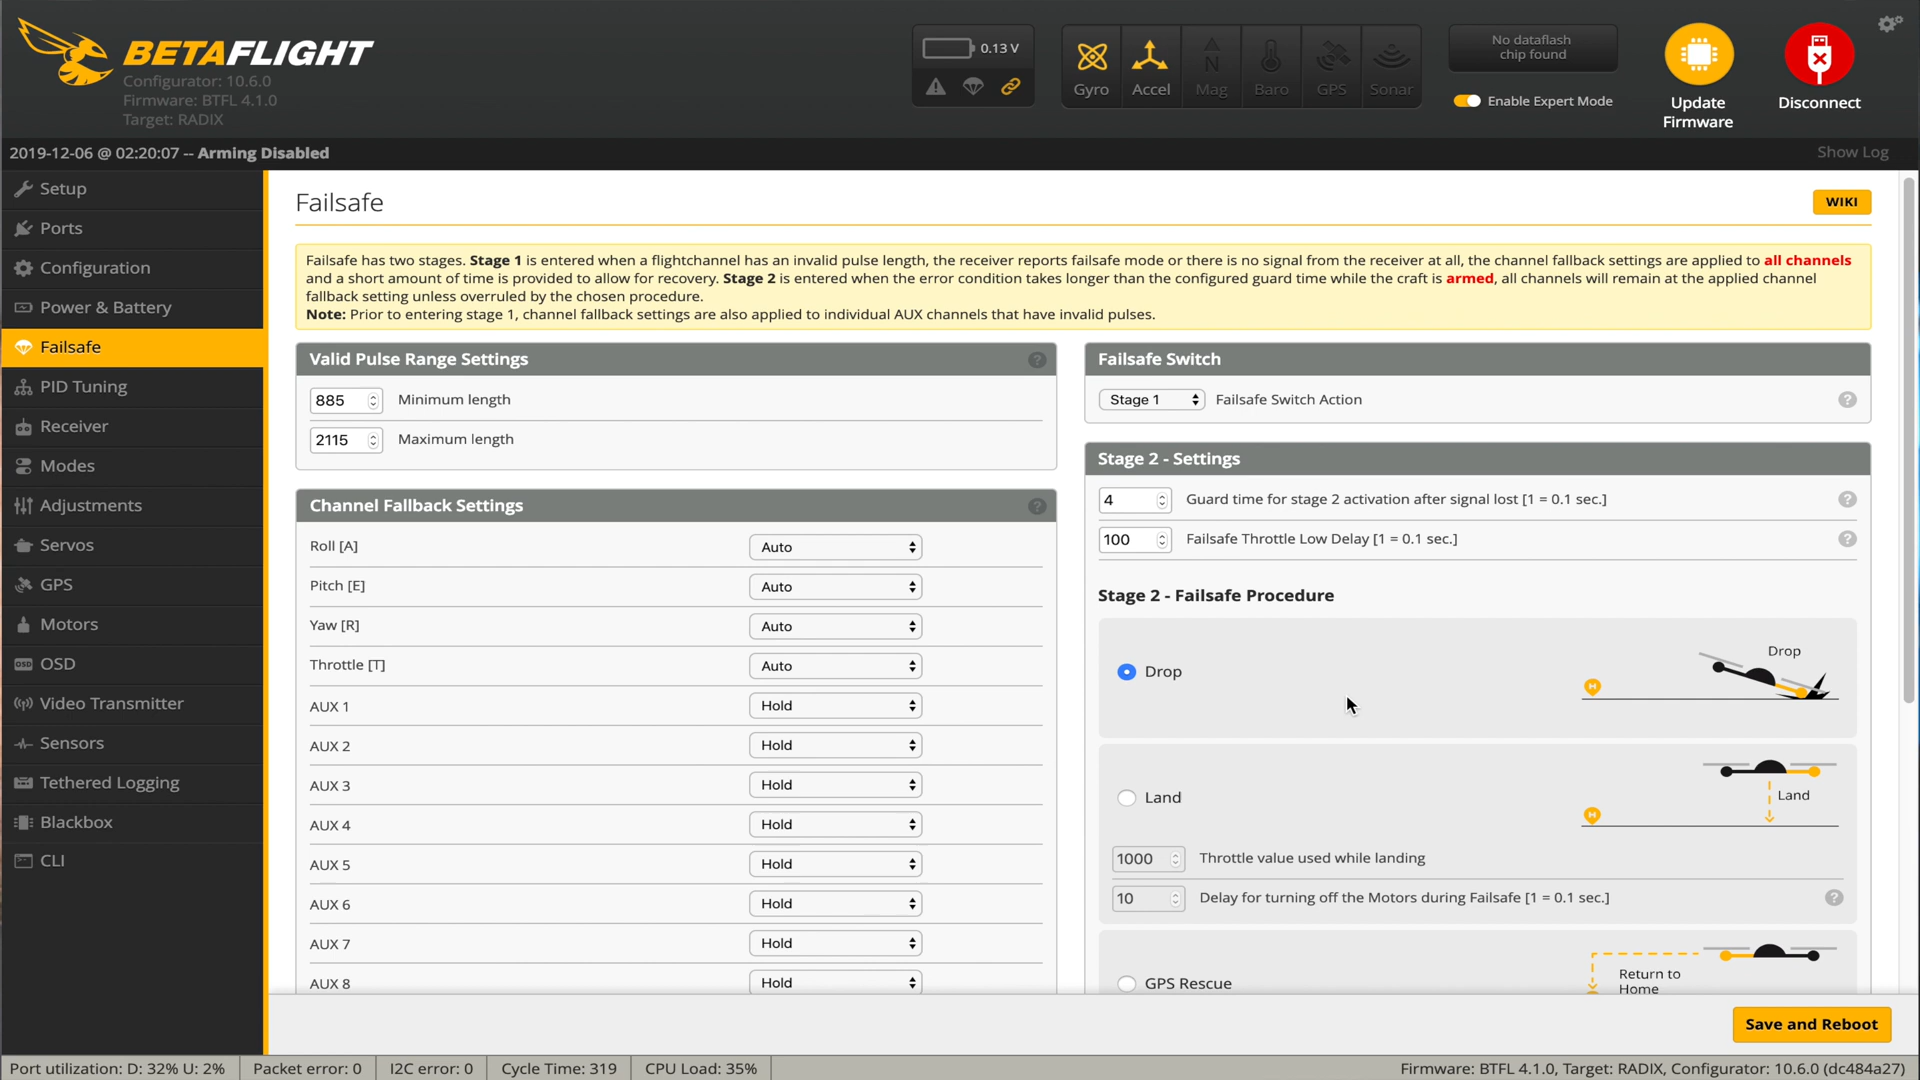 BETAFLIGHT
Configurator: 10.6.0
Firmware: BTFL 4.1.0
Target: RADIX
0.13 V
Gyro
Accel
Mag
Baro
GPS
Sonar
No dataflash
chip found
Enable Expert Mode
Update
Firmware
Disconnect
2019-12-06 @ 02:20:07 -- Arming Disabled
Show Log
Setup
Ports
Configuration
Power & Battery
Failsafe
PID Tuning
Receiver
Modes
Adjustments
Servos
GPS
Motors
OSD OSD
Video Transmitter
Sensors
Tethered Logging
Blackbox
CLI
Failsafe
WIKI
Failsafe has two stages. Stage 1 is entered when a flightchannel has an invalid pulse length, the receiver reports failsafe mode or there is no signal from the receiver at all, the channel fallback settings are applied to all channels
and a short amount of time is provided to allow for recovery. Stage 2 is entered when the error condition takes longer than the configured guard time while the craft is armed, all channels will remain at the applied channel
fallback setting unless overruled by the chosen procedure.
Note: Prior to entering stage 1, channel fallback settings are also applied to individual AUX channels that have invalid pulses.
Valid Pulse Range Settings ?
885 Minimum length
2115 Maximum length
Channel Fallback Settings ?
Roll [A] Auto
Pitch [E] Auto
Yaw [R] Auto
Throttle [T] Auto
AUX 1 Hold
AUX 2 Hold
AUX 3 Hold
AUX 4 Hold
AUX 5 Hold
AUX 6 Hold
AUX 7 Hold
AUX 8 Hold
Failsafe Switch
Stage 1 Failsafe Switch Action ?
Stage 2 - Settings
4 Guard time for stage 2 activation after signal lost [1 = 0.1 sec.] ?
100 Failsafe Throttle Low Delay [1 = 0.1 sec.] ?
Stage 2 - Failsafe Procedure
Drop
Drop
H
Land
Land
H
1000 Throttle value used while landing
10 Delay for turning off the Motors during Failsafe [1 = 0.1 sec.] ?
GPS Rescue
Return to
Home
Save and Reboot
Port utilization: D: 32% U: 2%
Packet error: 0
I2C error: 0
Cycle Time: 319
CPU Load: 35%
Firmware: BTFL 4.1.0, Target: RADIX, Configurator: 10.6.0 (dc484a27)